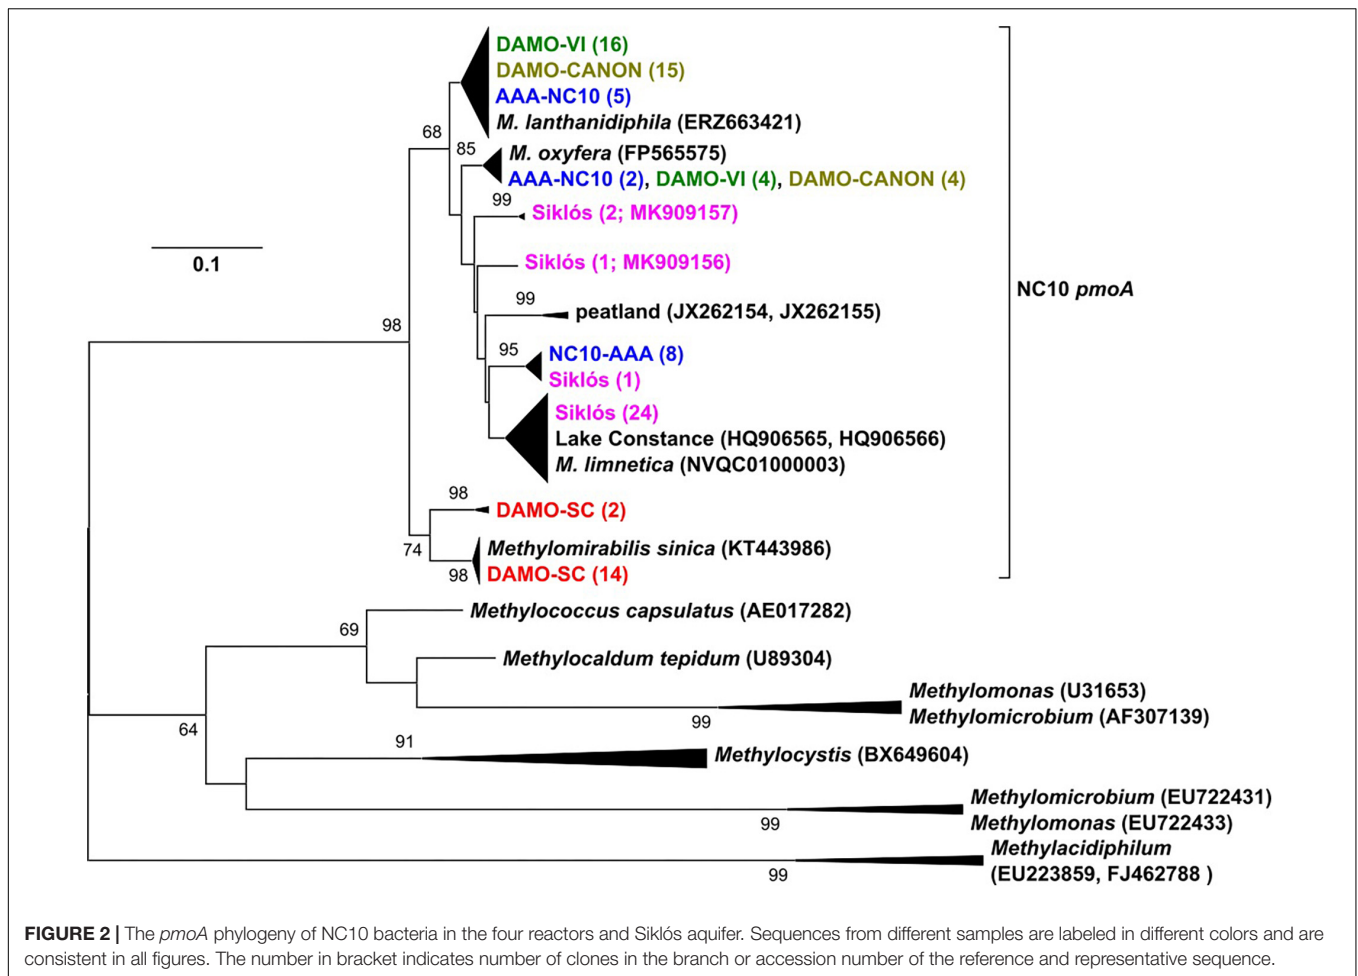 DAMO-VI (16)
DAMO-CANON (15)
AAA-NC10 (5)
M. lanthanidiphila (ERZ663421)
68
85
M. oxyfera (FP565575)
AAA-NC10 (2), DAMO-VI (4), DAMO-CANON (4)
99
Siklós (2; MK909157)
0.1
Siklós (1; MK909156)
NC10 pmoA
99
peatland (JX262154, JX262155)
98
95
NC10-AAA (8)
Siklós (1)
Siklós (24)
Lake Constance (HQ906565, HQ906566)
M. limnetica (NVQC01000003)
98
DAMO-SC (2)
74
Methylomirabilis sinica (KT443986)
98
DAMO-SC (14)
Methylococcus capsulatus (AE017282)
69
Methylocaldum tepidum (U89304)
Methylomonas (U31653)
99
Methylomicrobium (AF307139)
64
91
Methylocystis (BX649604)
Methylomicrobium (EU722431)
99
Methylomonas (EU722433)
Methylacidiphilum
99
(EU223859, FJ462788 )
FIGURE 2 | The pmoA phylogeny of NC10 bacteria in the four reactors and Siklós aquifer. Sequences from different samples are labeled in different colors and are
consistent in all figures. The number in bracket indicates number of clones in the branch or accession number of the reference and representative sequence.